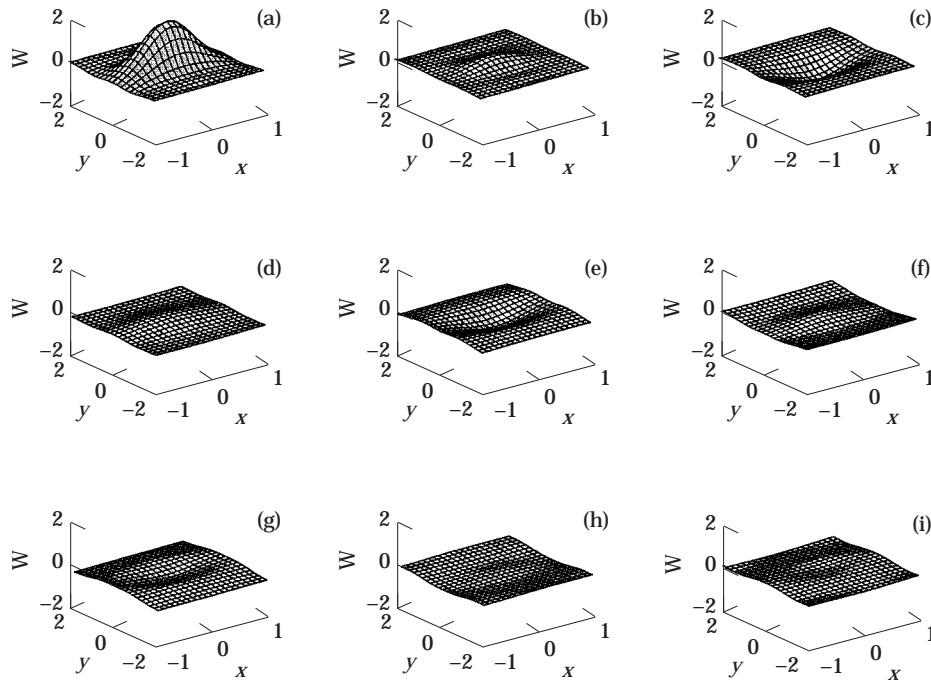 2 (a) 2 (b) 2 (c)
W 0 W 0 W 0
−2 −2 −2
2 1 2 1 2 1
0 0 0 0 0 0
y −2 −1 x y −2 −1 x y −2 −1 x
2 (d) 2 (e) 2 (f)
W 0 W 0 W 0
−2 −2 −2
2 1 2 1 2 1
0 0 0 0 0 0
y −2 −1 x y −2 −1 x y −2 −1 x
2 (g) 2 (h) 2 (i)
W 0 W 0 W 0
−2 −2 −2
2 1 2 1 2 1
0 0 0 0 0 0
y −2 −1 x y −2 −1 x y −2 −1 x